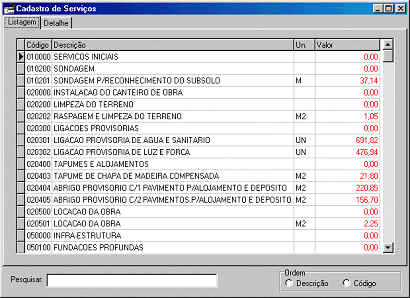 Cadastro de Serviços
Listagem Detalhe
Código Descrição Un. Valor
010000 SERVICOS INICIAIS 0,00
010200 SONDAGEM 0,00
010201 SONDAGEM P/RECONHECIMENTO DO SUBSOLO M 37,14
020000 INSTALACAO DO CANTEIRO DE OBRA 0,00
020200 LIMPEZA DO TERRENO 0,00
020202 RASPAGEM E LIMPEZA DO TERRENO M2 1,05
020300 LIGACOES PROVISORIAS 0,00
020301 LIGACAO PROVISORIA DE AGUA E SANITARIO UN 691,82
020302 LIGACAO PROVISORIA DE LUZ E FORCA UN 476,94
020400 TAPUMES E ALOJAMENTOS 0,00
020403 TAPUME DE CHAPA DE MADEIRA COMPENSADA M2 21,80
020404 ABRIGO PROVISORIO C/1 PAVIMENTO P/ALOJAMENTO E DEPOSITO M2 220,85
020405 ABRIGO PROVISORIO C/2 PAVIMENTOS P/ALOJAMENTO E DEPOSITO M2 156,70
020500 LOCACAO DA OBRA 0,00
020501 LOCACAO DA OBRA M2 2,25
050000 INFRA ESTRUTURA 0,00
050100 FUNDACOES PROFUNDAS 0,00
Pesquisar:
Ordem
Descrição Código